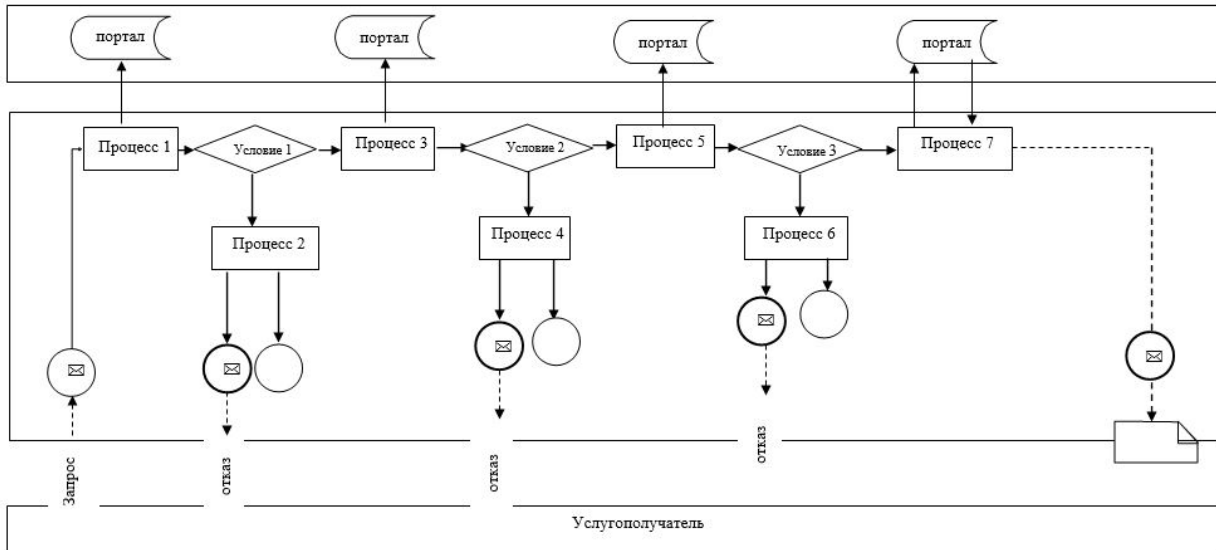 портал
портал
портал
портал
Процесс 1
Условие 1
Процесс 3
Условие 2
Процесс 5
Условие 3
Процесс 7
Процесс 2
Процесс 4
Процесс 6
Запрос
отказ
отказ
отказ
Услугополучатель